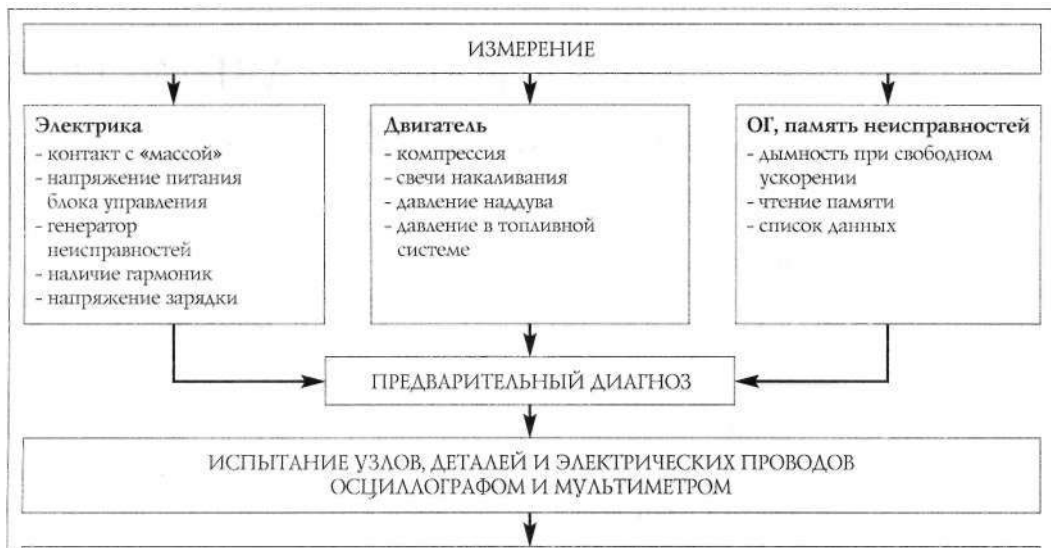 ИЗМЕРЕНИЕ
Электрика
- контакт с «массой»
- напряжение питания
блока управления
- генератор
неисправностей
- наличие гармоник
- напряжение зарядки
Двигатель
- компрессия
- свечи накаливания
- давление наддува
- давление в топливной
системе
ОГ, память неисправностей
- дымность при свободном
ускорении
- чтение памяти
- список данных
ПРЕДВАРИТЕЛЬНЫЙ ДИАГНОЗ
ИСПЫТАНИЕ УЗЛОВ, ДЕТАЛЕЙ И ЭЛЕКТРИЧЕСКИХ ПРОВОДОВ
ОСЦИЛЛОГРАФОМ И МУЛЬТИМЕТРОМ